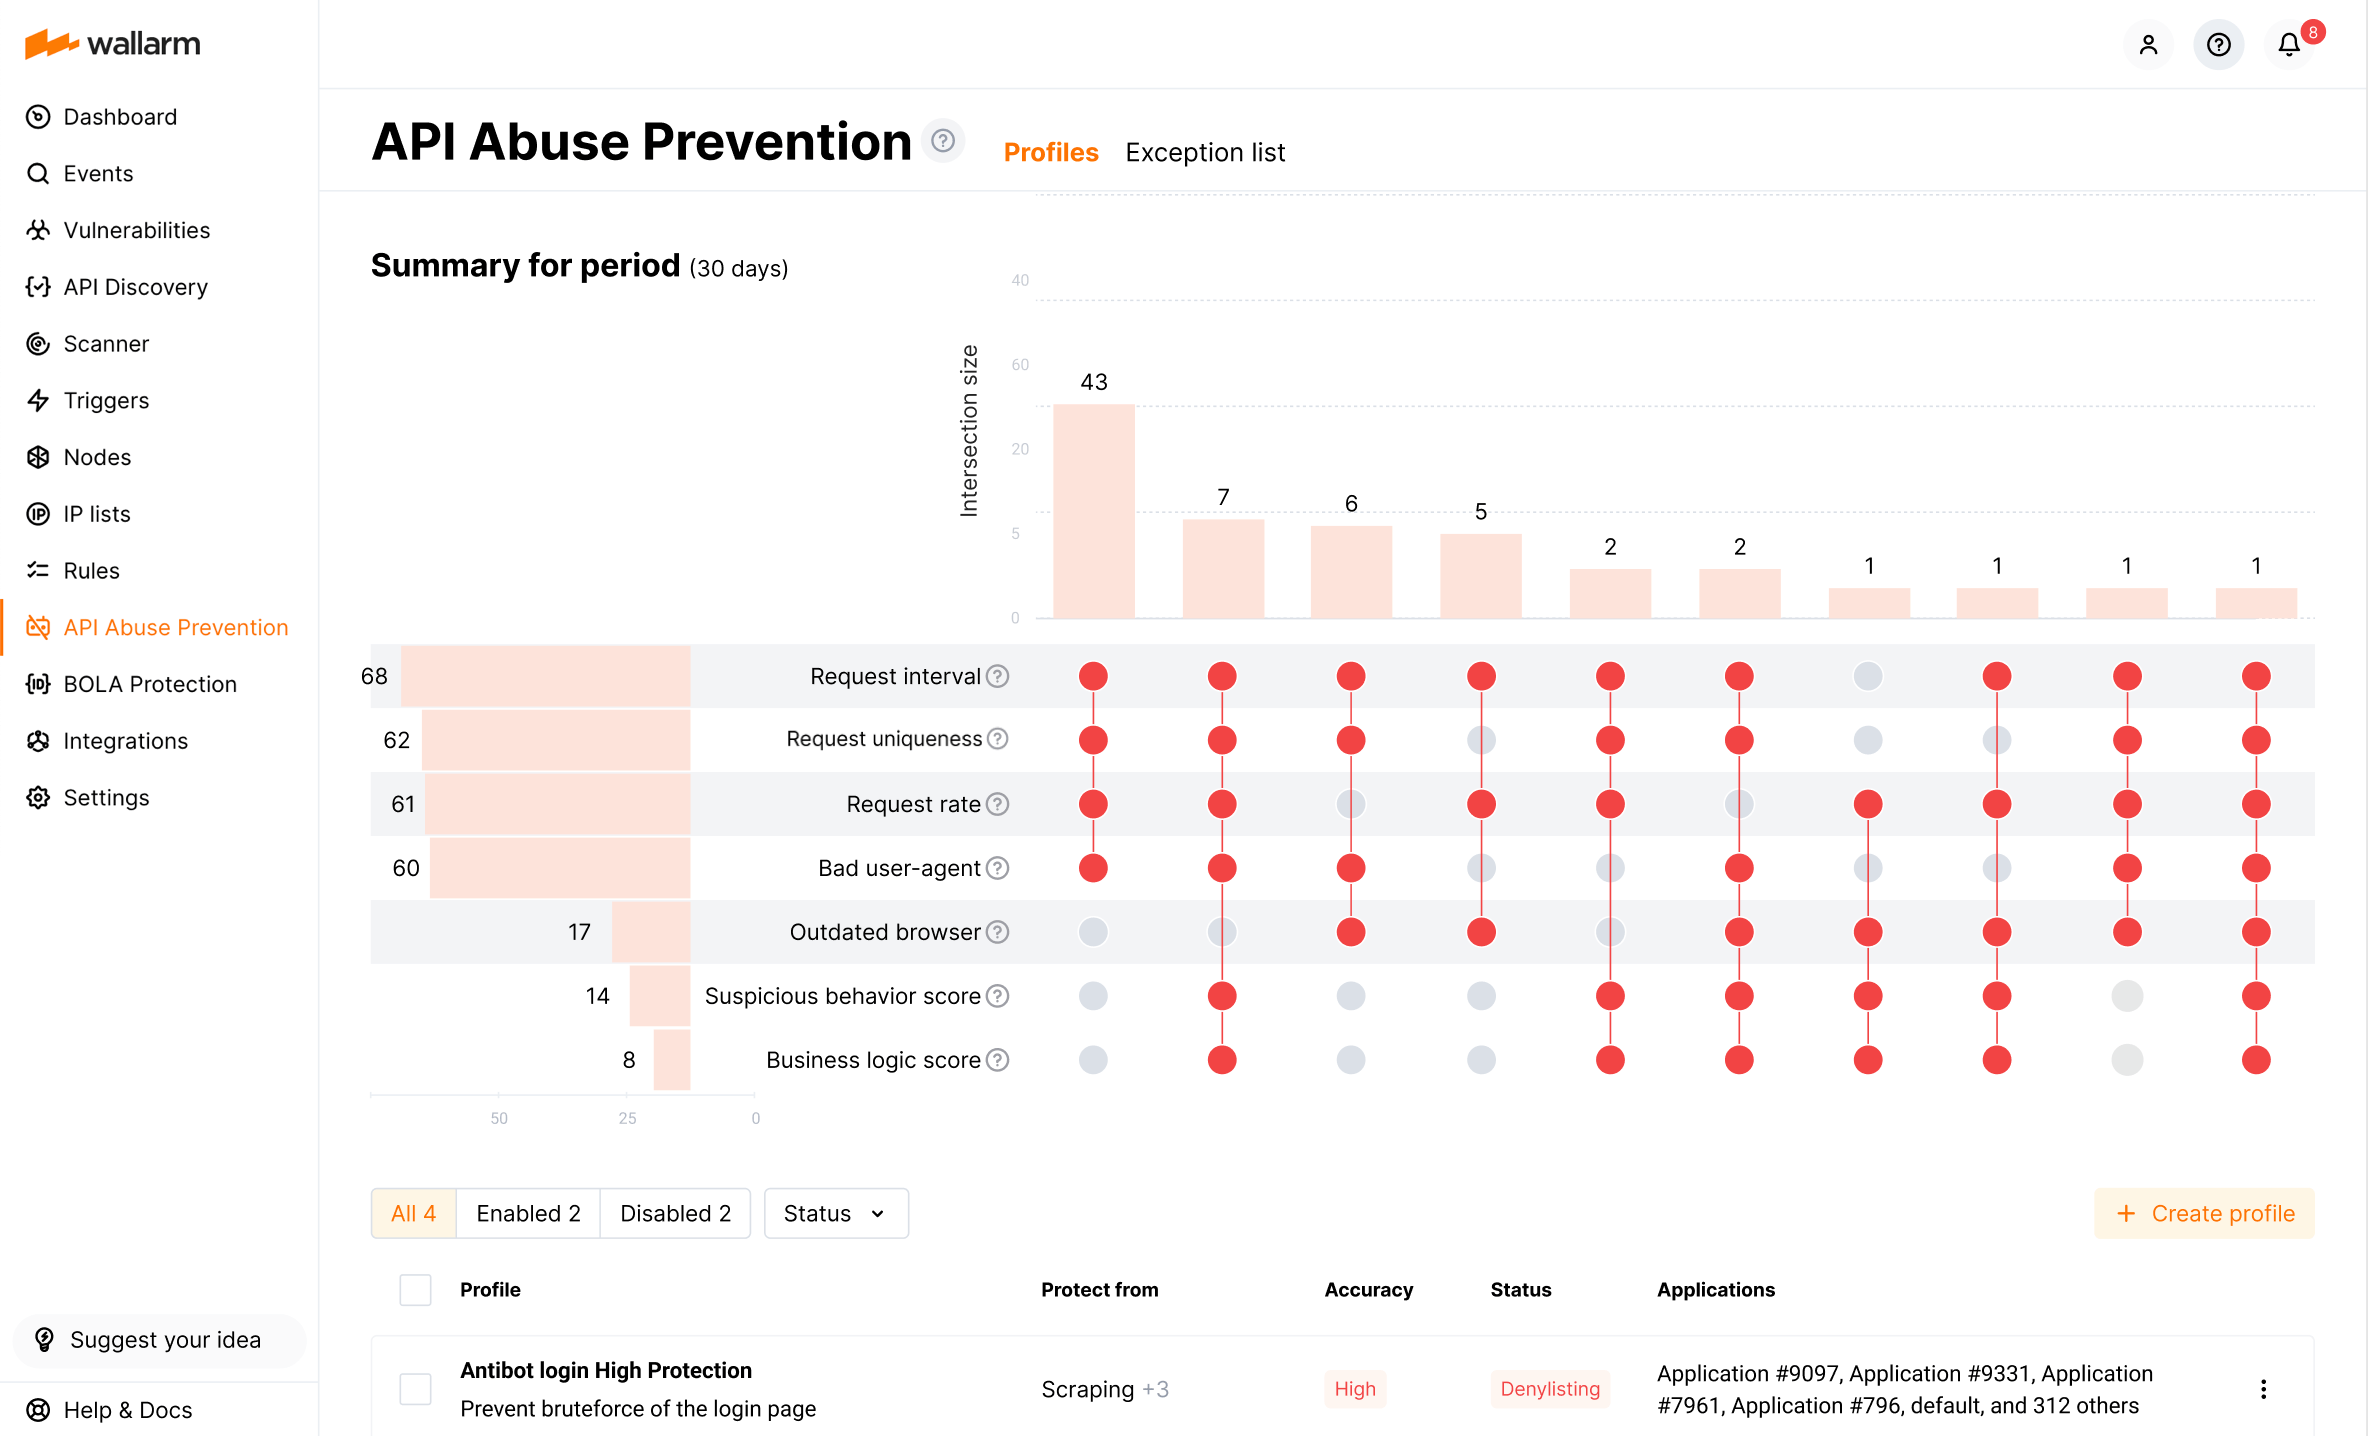 wallarm
8
Dashboard
Events
Vulnerabilities
API Discovery
Scanner
Triggers
Nodes
IP lists
Rules
API Abuse Prevention
BOLA Protection
Integrations
Settings
Suggest your idea
Help & Docs
API Abuse Prevention
Profiles Exception list
Summary for period (30 days)
Intersection size
40
60
20
5
0
43 7 6 5 2 2 1 1 1 1
68 Request interval
62 Request uniqueness
61 Request rate
60 Bad user-agent
17 Outdated browser
14 Suspicious behavior score
8 Business logic score
50 25 0
All 4 Enabled 2 Disabled 2 Status
+ Create profile
Profile Protect from Accuracy Status Applications
Antibot login High Protection
Prevent bruteforce of the login page
Scraping +3
High
Denylisting
Application #9097, Application #9331, Application
#7961, Application #796, default, and 312 others